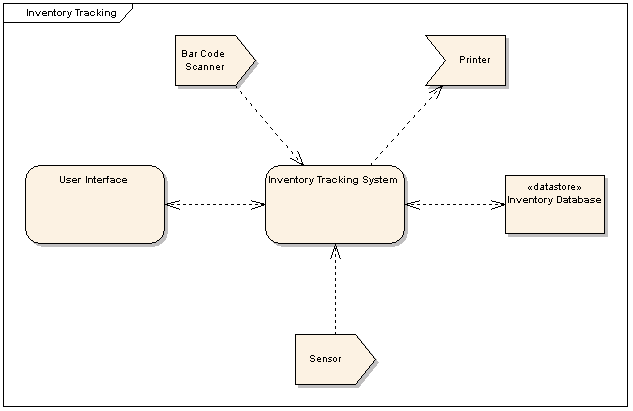 Inventory Tracking
Bar Code
Scanner
Printer
User Interface
Inventory Tracking System
«datastore»
Inventory Database
Sensor